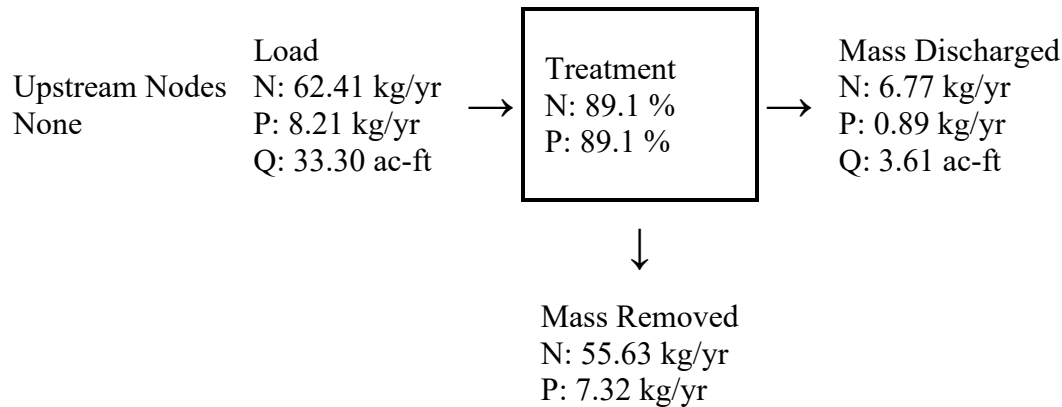 Upstream Nodes
None
Load
N: 62.41 kg/yr
P: 8.21 kg/yr
Q: 33.30 ac-ft
→
Treatment
N: 89.1 %
P: 89.1 %
→
Mass Discharged
N: 6.77 kg/yr
P: 0.89 kg/yr
Q: 3.61 ac-ft
↓
Mass Removed
N: 55.63 kg/yr
P: 7.32 kg/yr